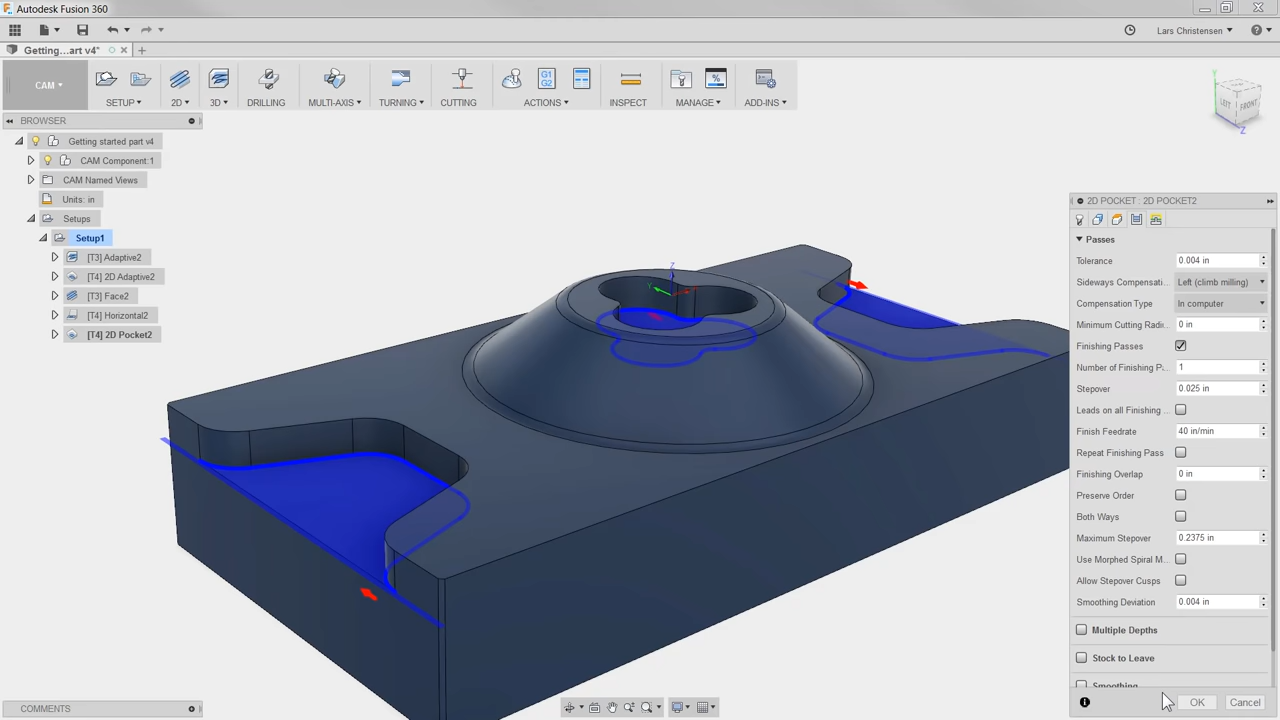 Autodesk Fusion 360
Lars Christensen
Getting...art v4*
CAM
SETUP
2D
3D
DRILLING
MULTI-AXIS
TURNING
CUTTING
G1
G2
ACTIONS
INSPECT
MANAGE
ADD-INS
BROWSER
Getting started part v4
CAM Component:1
CAM Named Views
Units: in
Setups
Setup1
[T3] Adaptive2
[T4] 2D Adaptive2
[T3] Face2
[T4] Horizontal2
[T4] 2D Pocket2
Z
Y
Y
LEFT
FRONT
Z
2D POCKET : 2D POCKET2
Passes
Tolerance 0.004 in
Sideways Compensati... Left (climb milling)
Compensation Type In computer
Minimum Cutting Radi... 0 in
Finishing Passes
Number of Finishing P... 1
Stepover 0.025 in
Leads on all Finishing ...
Finish Feedrate 40 in/min
Repeat Finishing Pass
Finishing Overlap 0 in
Preserve Order
Both Ways
Maximum Stepover 0.2375 in
Use Morphed Spiral M...
Allow Stepover Cusps
Smoothing Deviation 0.004 in
Multiple Depths
Stock to Leave
Smoothing
OK
Cancel
COMMENTS